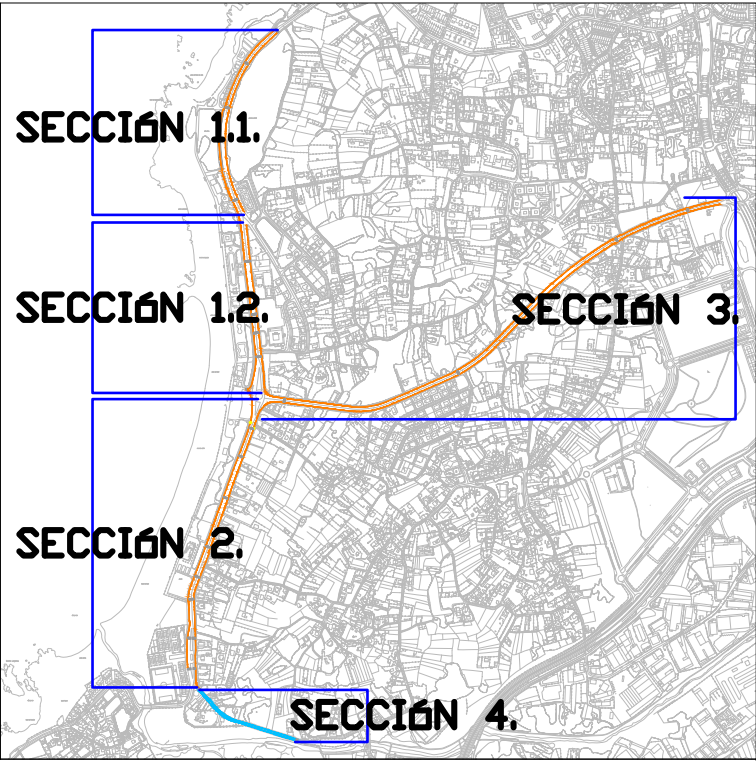 SECCIóN 1.1.
SECCIóN 1.2.
SECCIóN 3.
SECCIóN 2.
SECCIóN 4.